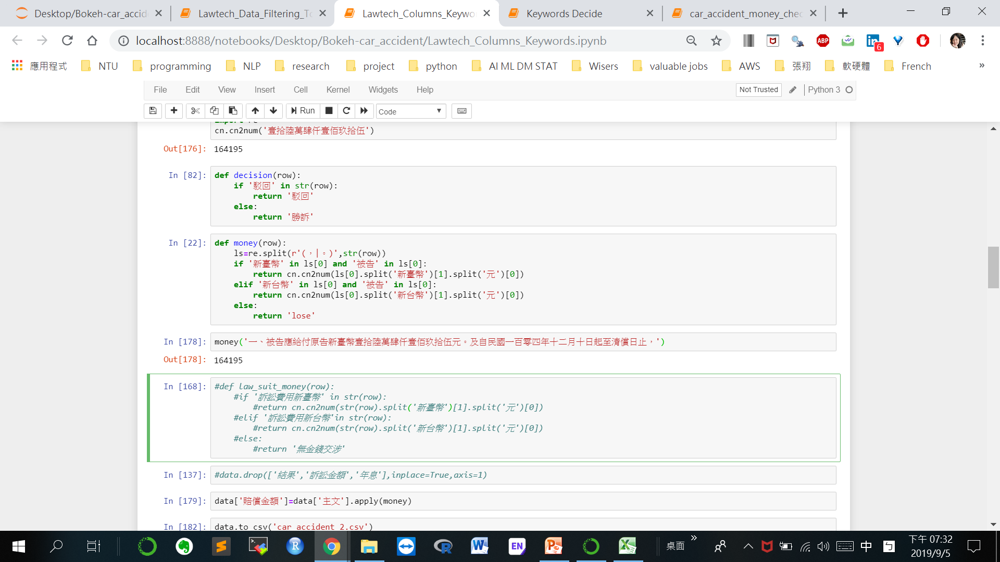 Desktop/Bokeh-car_accid
Lawtech_Data_Filtering_To
Lawtech_Columns_Keywo
Keywords Decide
car_accident_money_chec
localhost:8888/notebooks/Desktop/Bokeh-car_accident/Lawtech_Columns_Keywords.ipynb
ABP
6
應用程式
NTU
programming
NLP
research
project
python
AI ML DM STAT
Wisers
valuable jobs
AWS
張翔
軟硬體
French
»
File Edit View Insert Cell Kernel Widgets Help
Not Trusted
Python 3
Run
Code
cn.cn2num('壹拾陸萬肆仟壹佰玖拾伍')
Out[176]: 164195
In [82]: def decision(row):
if '駁回' in str(row):
return '駁回'
else:
return '勝訴'
In [22]: def money(row):
ls=re.split(r'(，|。)',str(row))
if '新臺幣' in ls[0] and '被告' in ls[0]:
return cn.cn2num(ls[0].split('新臺幣')[1].split('元')[0])
elif '新台幣' in ls[0] and '被告' in ls[0]:
return cn.cn2num(ls[0].split('新台幣')[1].split('元')[0])
else:
return 'lose'
In [178]: money('一、被告應給付原告新臺幣壹拾陸萬肆仟壹佰玖拾伍元。及自民國一百零四年十二月十日起至清償日止，')
Out[178]: 164195
In [168]: #def law_suit_money(row):
#if '訴訟費用新臺幣' in str(row):
#return cn.cn2num(str(row).split('新臺幣')[1].split('元')[0])
#elif '訴訟費用新台幣'in str(row):
#return cn.cn2num(str(row).split('新台幣')[1].split('元')[0])
#else:
#return '無金錢交涉'
In [137]: #data.drop(['結果','訴訟金額','年息'],inplace=True,axis=1)
In [179]: data['賠償金額']=data['主文'].apply(money)
In [182]: data.to_csv('car_accident_2.csv')
R
R
W
EN
P
X
桌面
»
中
ㄅ
下午 07:32
2019/9/5